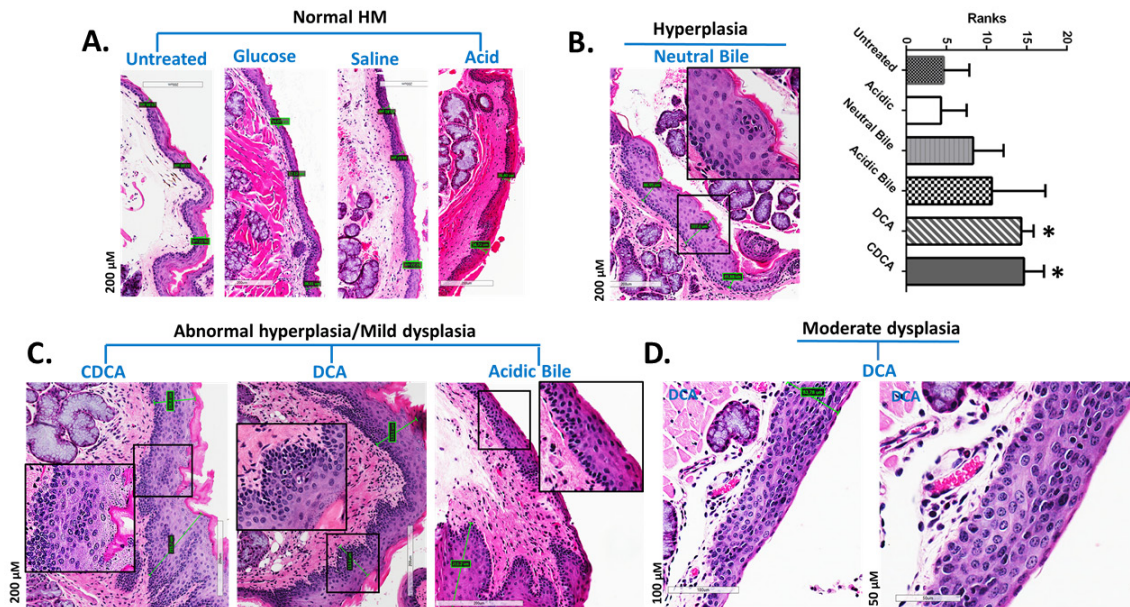 Normal HM
A.
Untreated
Glucose
Saline
Acid
200 μM
B.
Hyperplasia
Neutral Bile
200 μM
Ranks
0 5 10 15 20
Untreated
Acidic
Neutral Bile
Acidic Bile
DCA
*
CDCA
*
Abnormal hyperplasia/Mild dysplasia
C.
CDCA
DCA
Acidic Bile
200 μM
Moderate dysplasia
D.
DCA
DCA
DCA
100 μM
50 μM